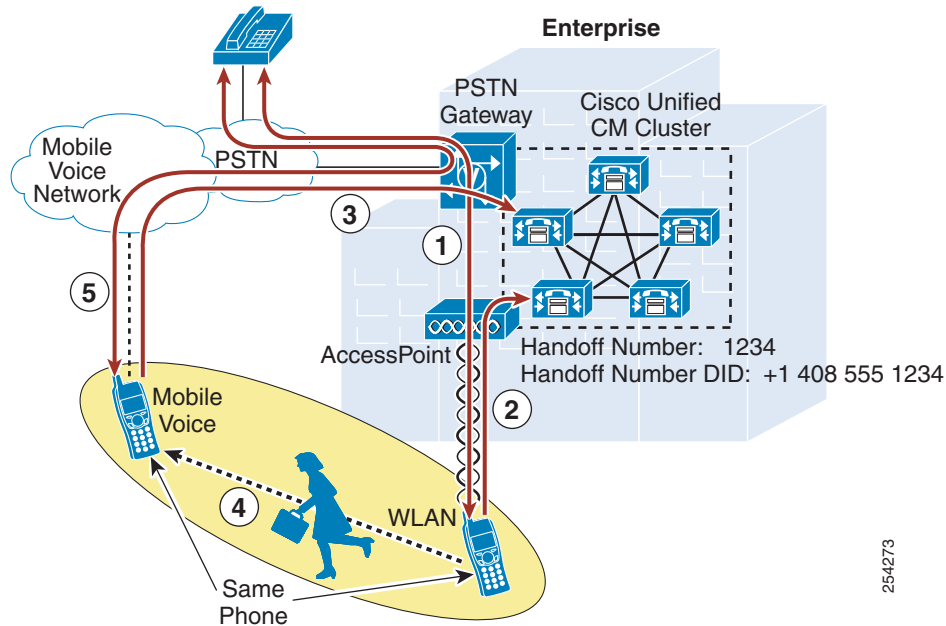 Enterprise
PSTN
Gateway
Cisco Unified
CM Cluster
Mobile
Voice
Network
PSTN
3
1
5
AccessPoint
Handoff Number: 1234
Handoff Number DID: +1 408 555 1234
2
Mobile
Voice
4
WLAN
Same
Phone
254273